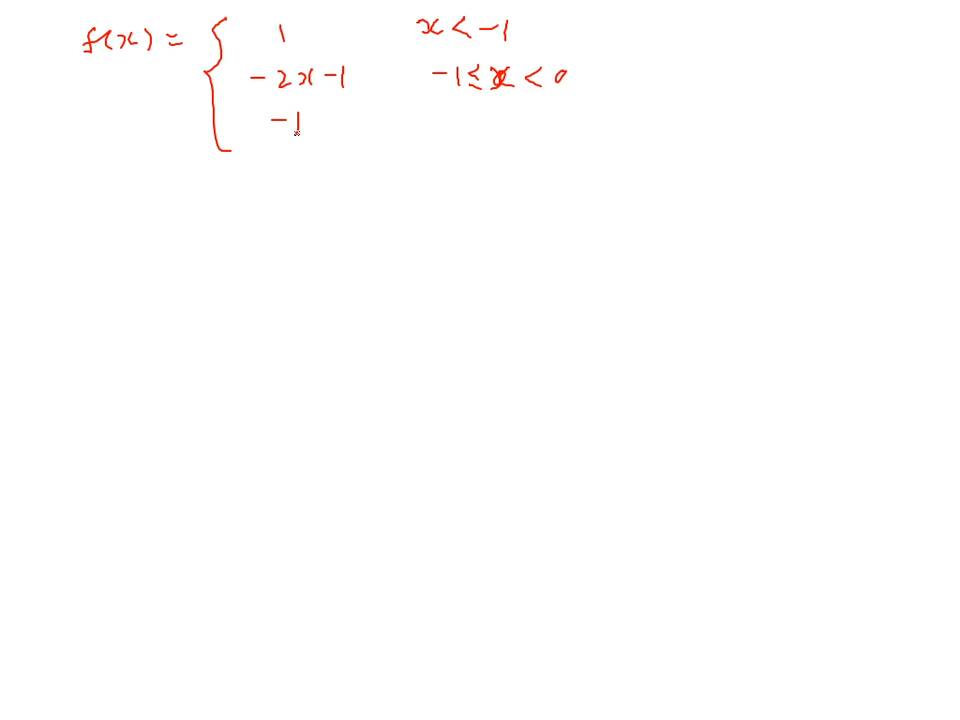 f(x) = { 1 x < -1
-2x -1 -1 ≤ x < 0
-1